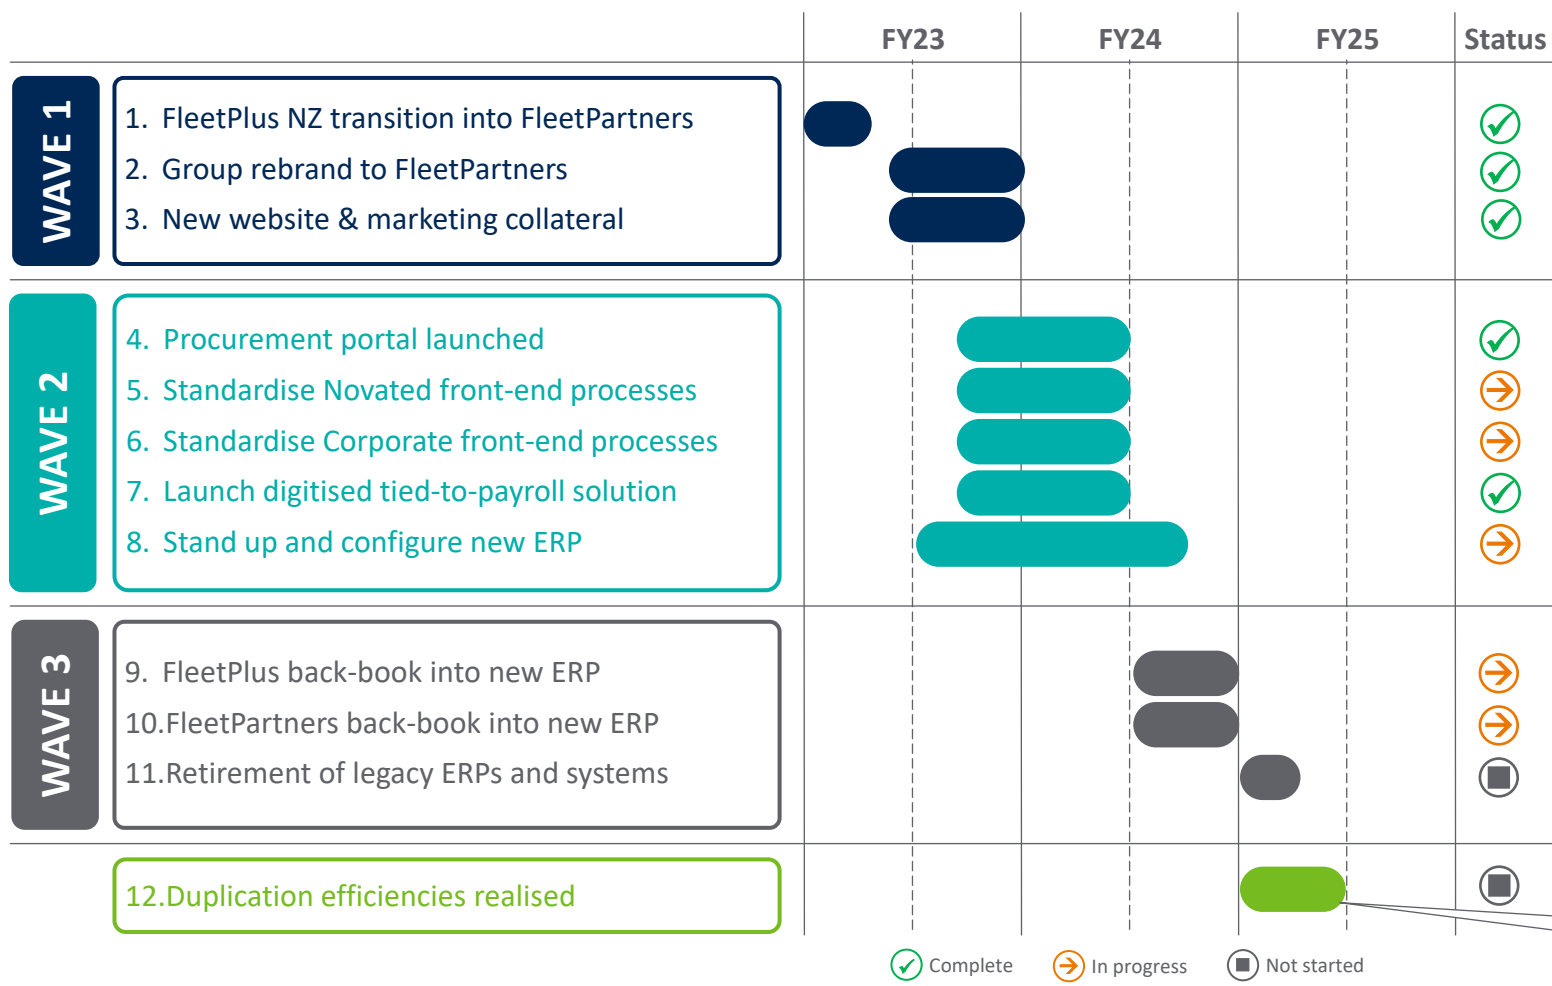 FY23 FY24 FY25 Status
WAVE 1
1. FleetPlus NZ transition into FleetPartners
2. Group rebrand to FleetPartners
3. New website & marketing collateral
WAVE 2
4. Procurement portal launched
5. Standardise Novated front-end processes
6. Standardise Corporate front-end processes
7. Launch digitised tied-to-payroll solution
8. Stand up and configure new ERP
WAVE 3
9. FleetPlus back-book into new ERP
10.FleetPartners back-book into new ERP
11.Retirement of legacy ERPs and systems
12.Duplication efficiencies realised
Complete In progress Not started